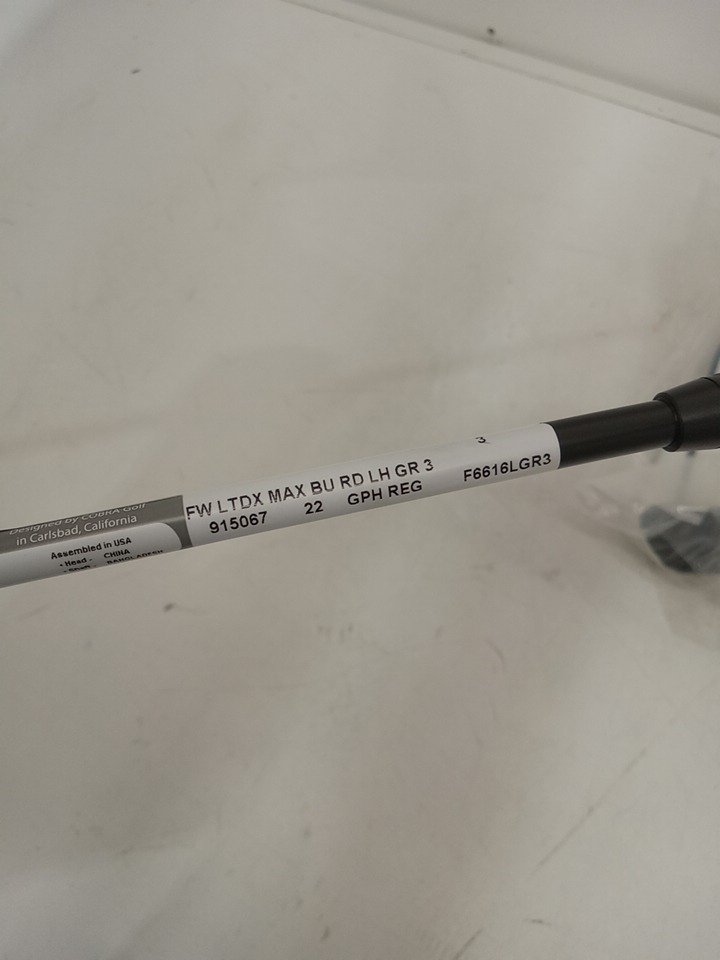 Designed by COBRA Golf
in Carlsbad, California
Assembled in USA
• Head - CHINA
BANGLADESH
FW LTDX MAX BU RD LH GR 3
3
915067 22 GPH REG F6616LGR3